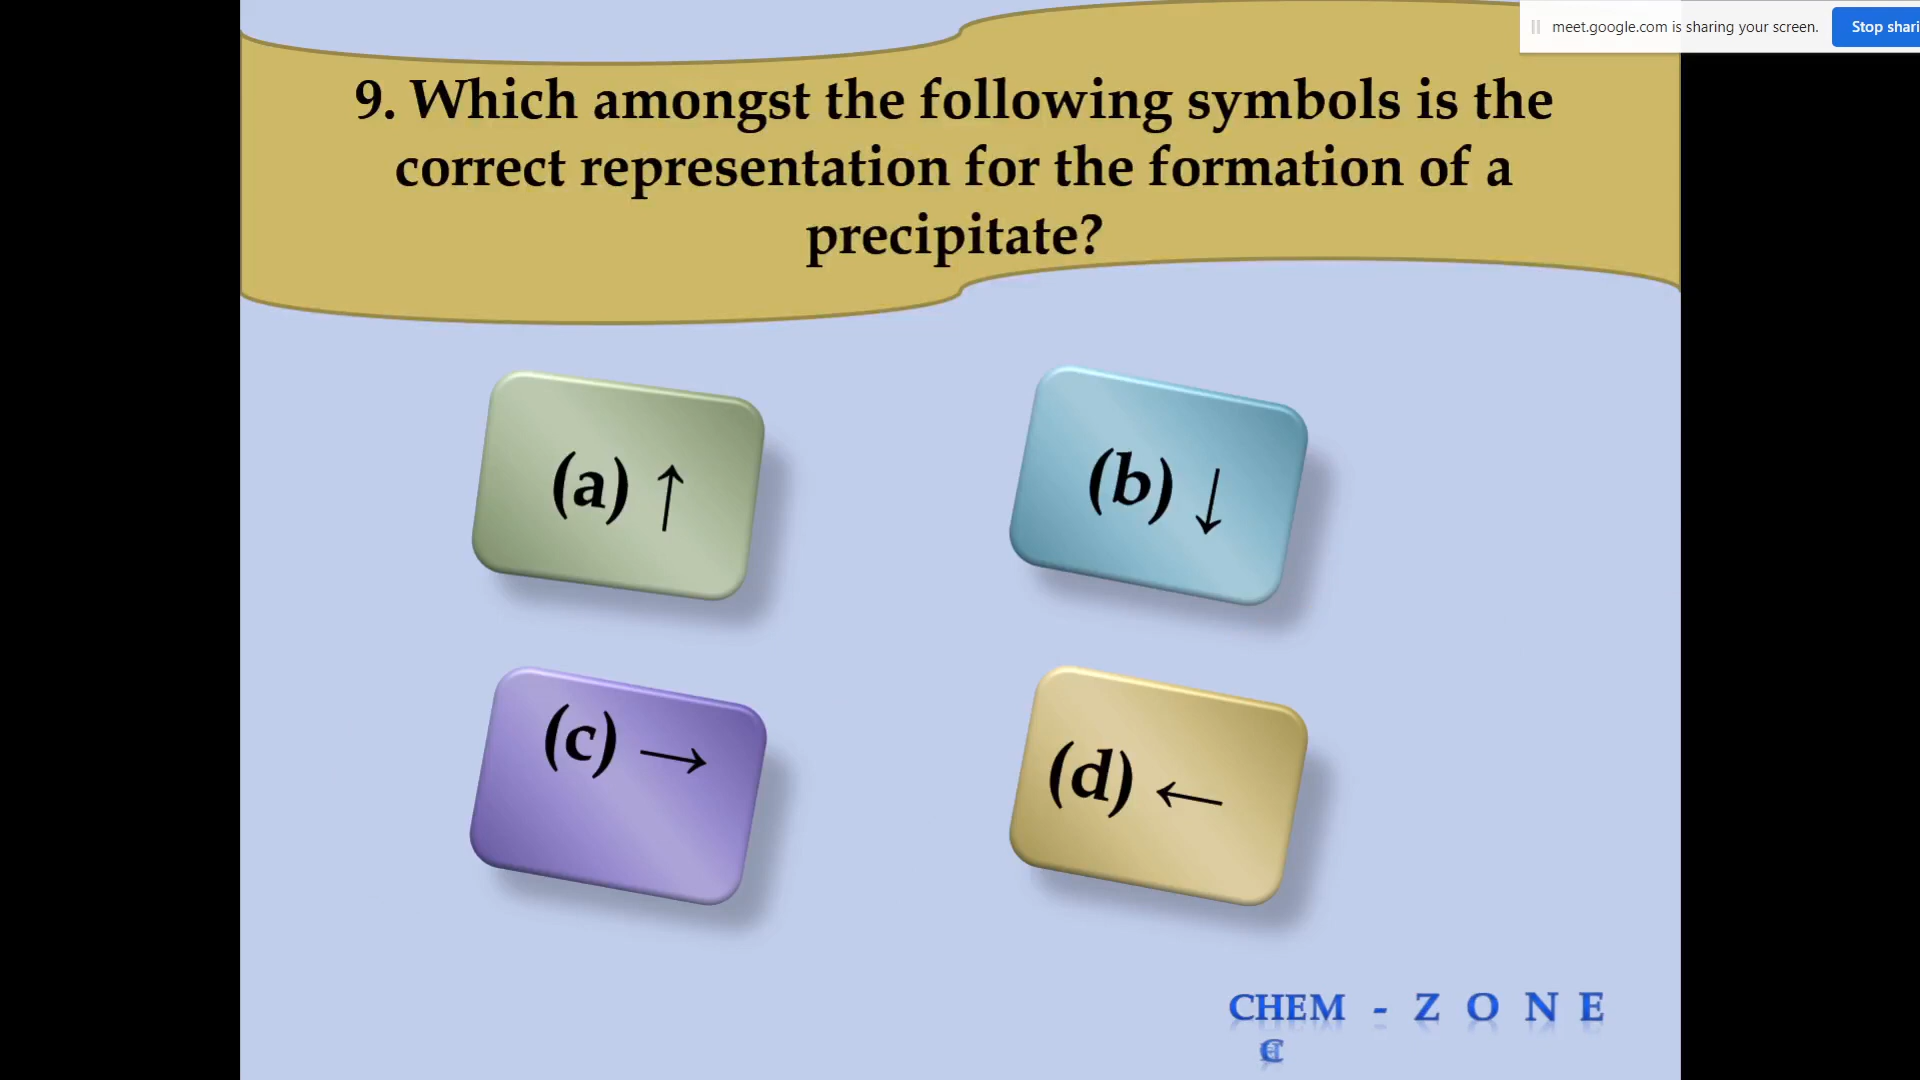 meet.google.com is sharing your screen. Stop shari
9. Which amongst the following symbols is the
correct representation for the formation of a
precipitate?
(a) ↑
(b) ↓
(c) →
(d) ←
CHEM - Z O N E